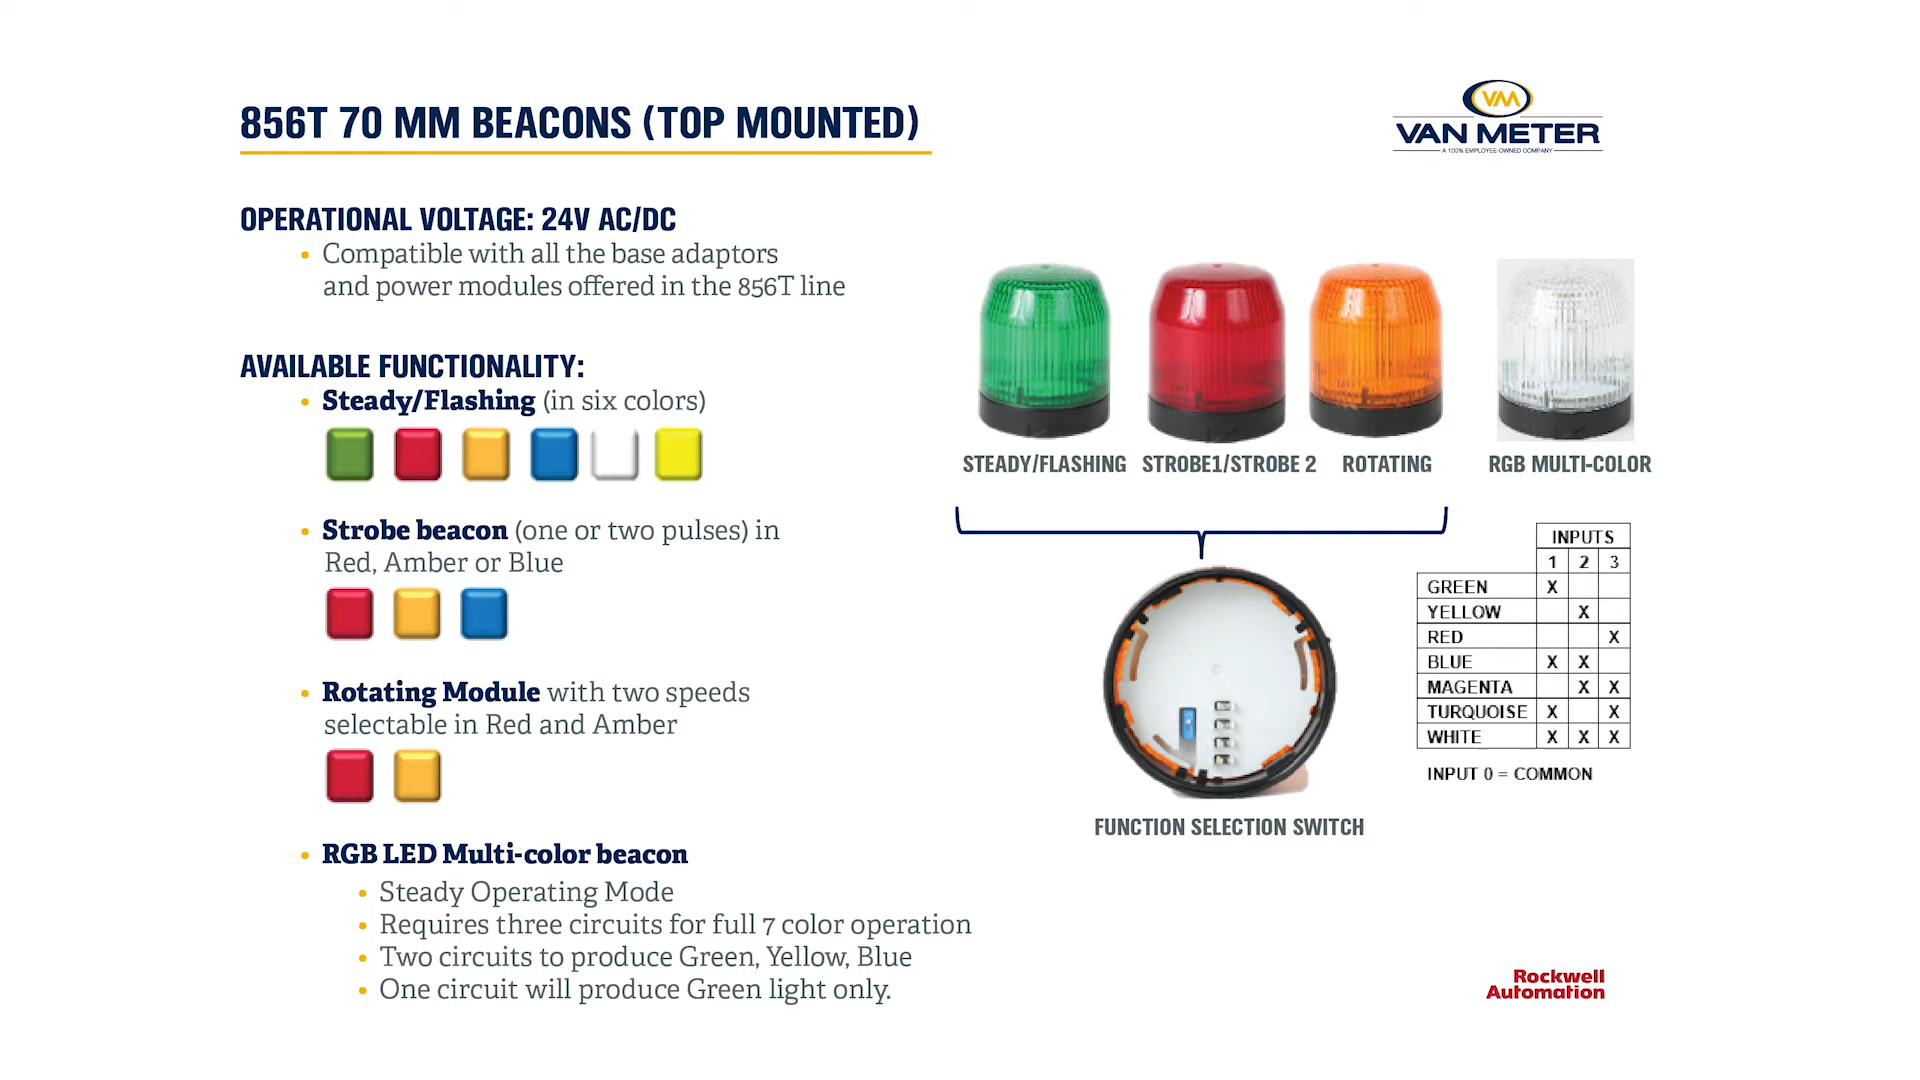 856T 70 MM BEACONS (TOP MOUNTED)
VM
VAN METER
A 100% EMPLOYEE-OWNED COMPANY
OPERATIONAL VOLTAGE: 24V AC/DC
• Compatible with all the base adaptors
and power modules offered in the 856T line
AVAILABLE FUNCTIONALITY:
• Steady/Flashing (in six colors)
• Strobe beacon (one or two pulses) in
Red, Amber or Blue
• Rotating Module with two speeds
selectable in Red and Amber
• RGB LED Multi-color beacon
• Steady Operating Mode
• Requires three circuits for full 7 color operation
• Two circuits to produce Green, Yellow, Blue
• One circuit will produce Green light only.
STEADY/FLASHING STROBE1/STROBE 2 ROTATING RGB MULTI-COLOR
FUNCTION SELECTION SWITCH
INPUTS
1 2 3
GREEN X
YELLOW X
RED X
BLUE X X
MAGENTA X X
TURQUOISE X X
WHITE X X X
INPUT 0 = COMMON
Rockwell
Automation